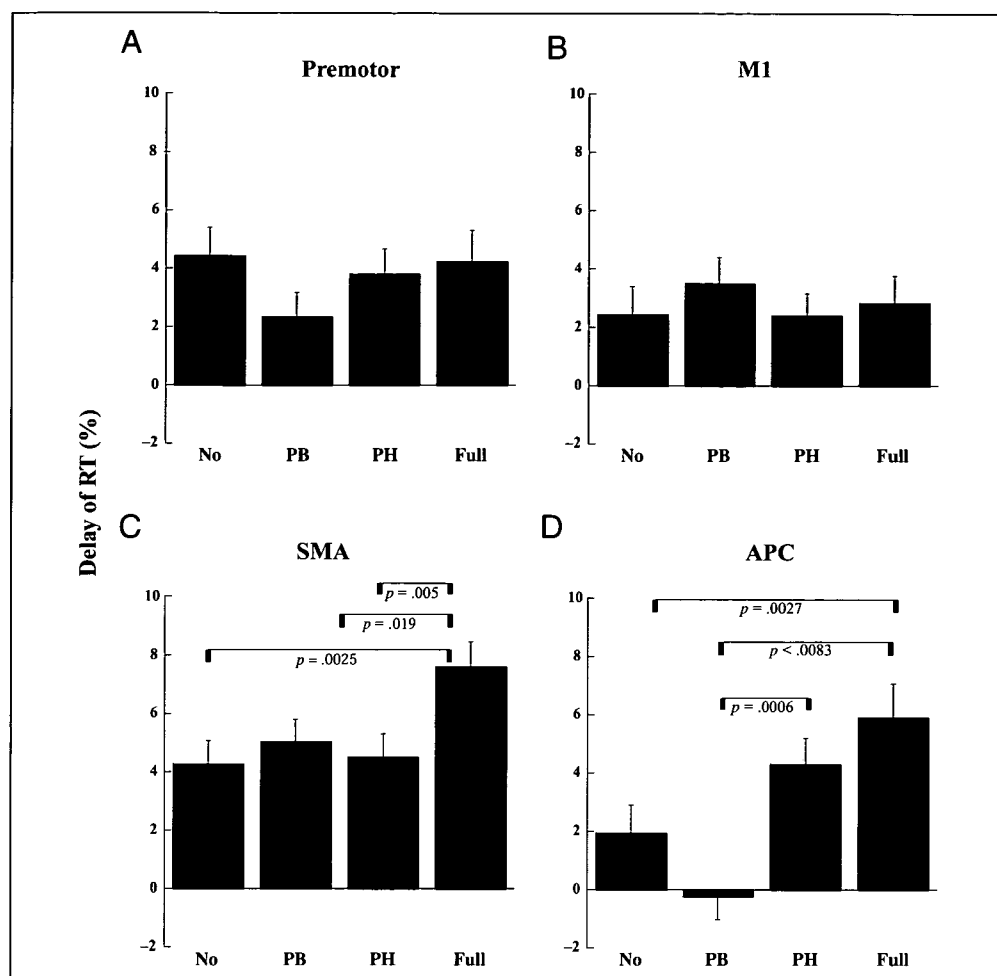 A
Premotor
10
8
6
4
2
0
–2
No PB PH Full
B
M1
10
8
6
4
2
0
–2
No PB PH Full
Delay of RT (%)
C
SMA
p = .005
p = .019
p = .0025
10
8
6
4
2
0
–2
No PB PH Full
D
APC
p = .0027
p < .0083
p = .0006
10
8
6
4
2
0
–2
No PB PH Full